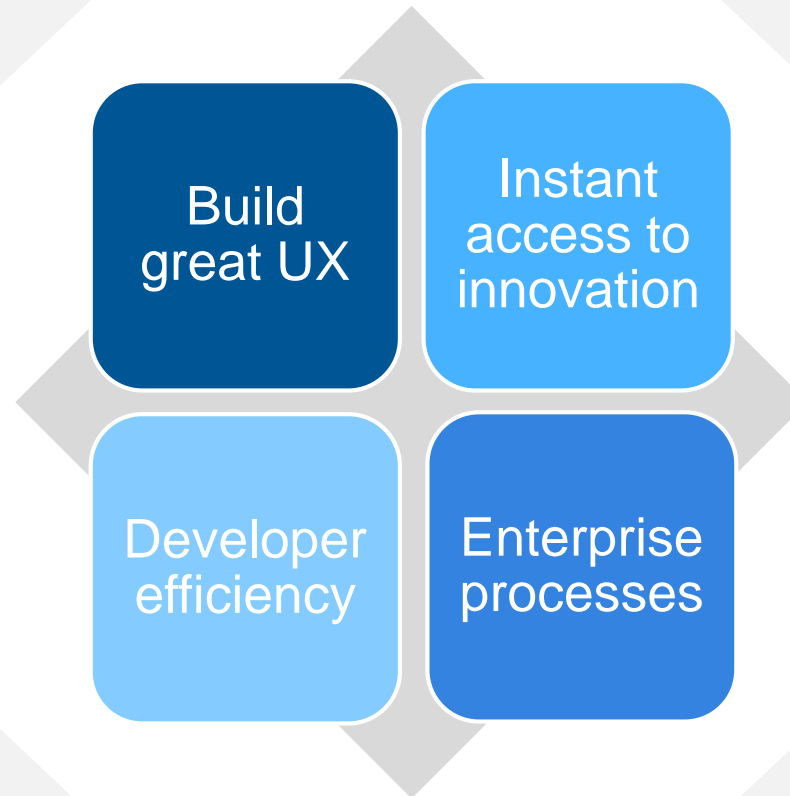 Build
great UX
Instant
access to
innovation
Developer
efficiency
Enterprise
processes